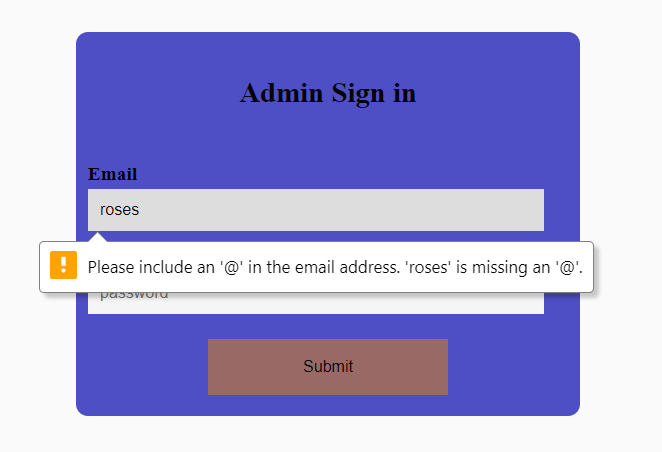 Admin Sign in
Email
roses
Please include an '@' in the email address. 'roses' is missing an '@'.
password
Submit